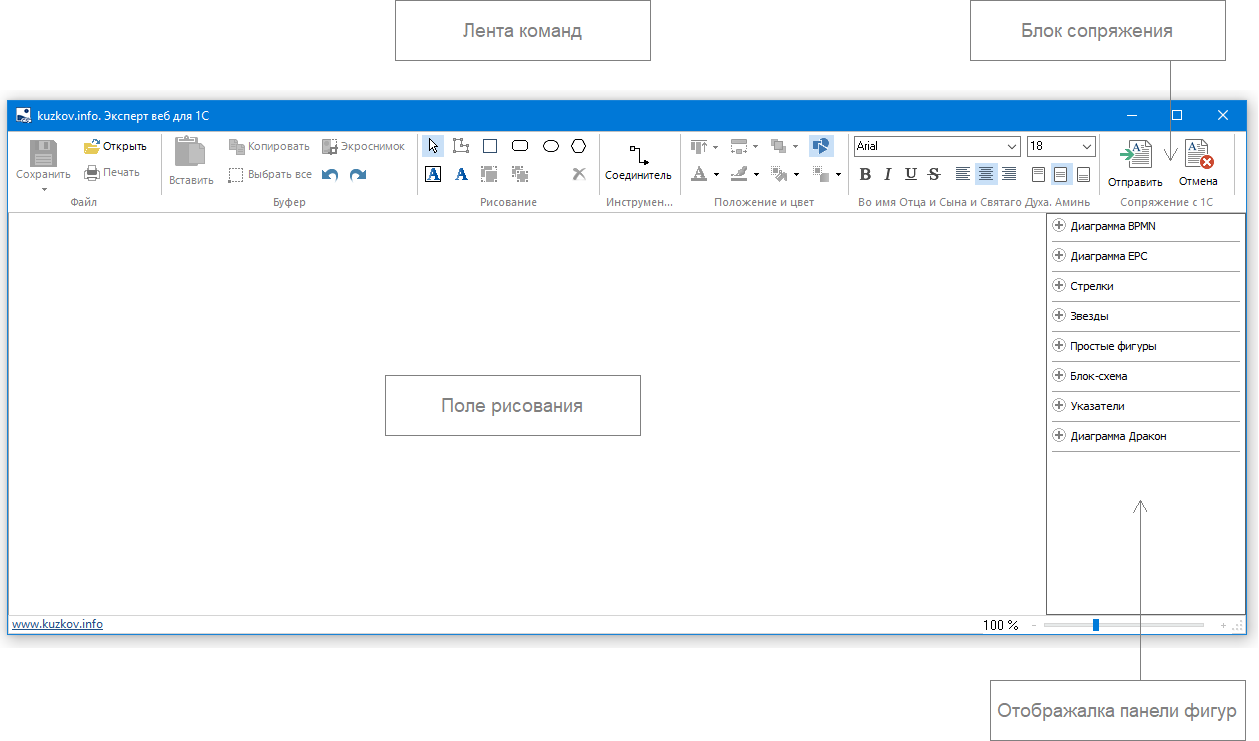 Лента команд
Блок сопряжения
kuzkov.info. Эксперт веб для 1С
Сохранить
Открыть
Печать
Файл
Вставить
Копировать
Экроснимок
Выбрать все
Буфер
Рисование
Соединитель
Инструмен...
Положение и цвет
Arial
18
B I U S
Во имя Отца и Сына и Святаго Духа. Аминь
Отправить
Отмена
Сопряжение с 1С
Диаграмма BPMN
Диаграмма EPC
Стрелки
Звезды
Простые фигуры
Блок-схема
Указатели
Диаграмма Дракон
Поле рисования
www.kuzkov.info
100 %
Отображалка панели фигур